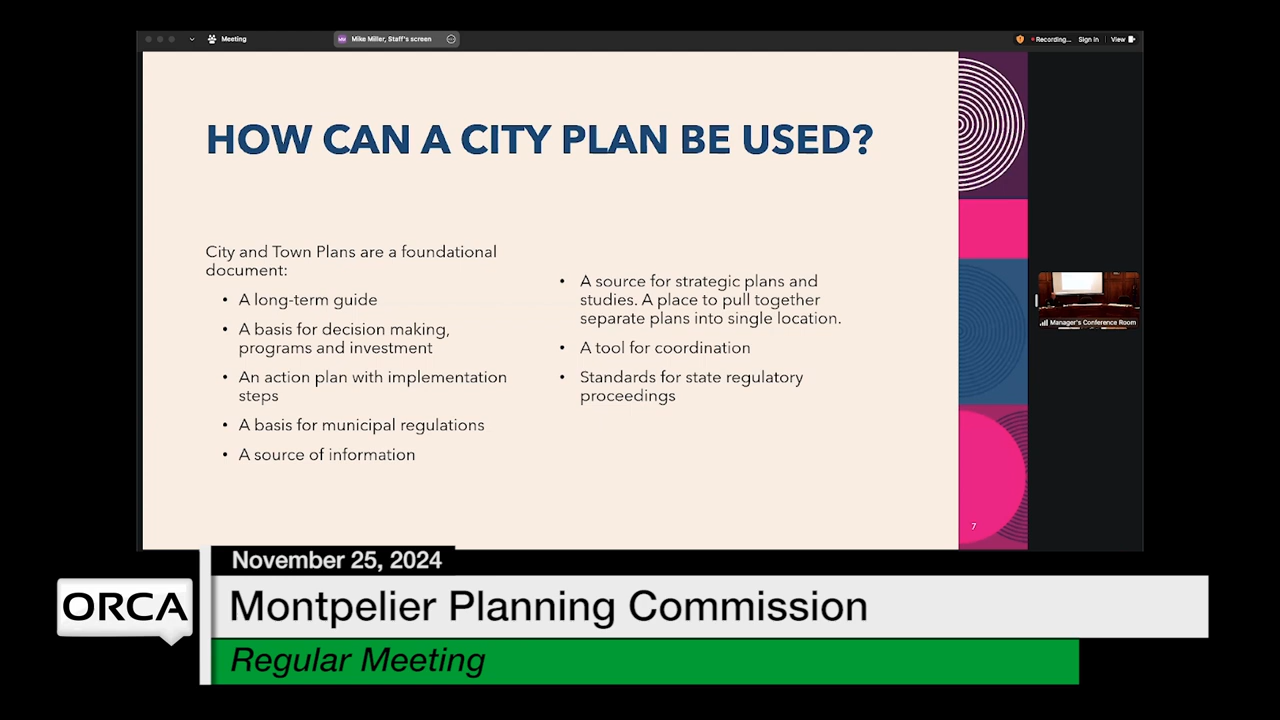 Meeting
MM Mike Miller, Staff's screen
Recording...
Sign In
View
HOW CAN A CITY PLAN BE USED?
City and Town Plans are a foundational
document:
• A long-term guide
• A basis for decision making,
programs and investment
• An action plan with implementation
steps
• A basis for municipal regulations
• A source of information
• A source for strategic plans and
studies. A place to pull together
separate plans into single location.
• A tool for coordination
• Standards for state regulatory
proceedings
7
Manager's Conference Room
November 25, 2024
ORCA
Montpelier Planning Commission
Regular Meeting